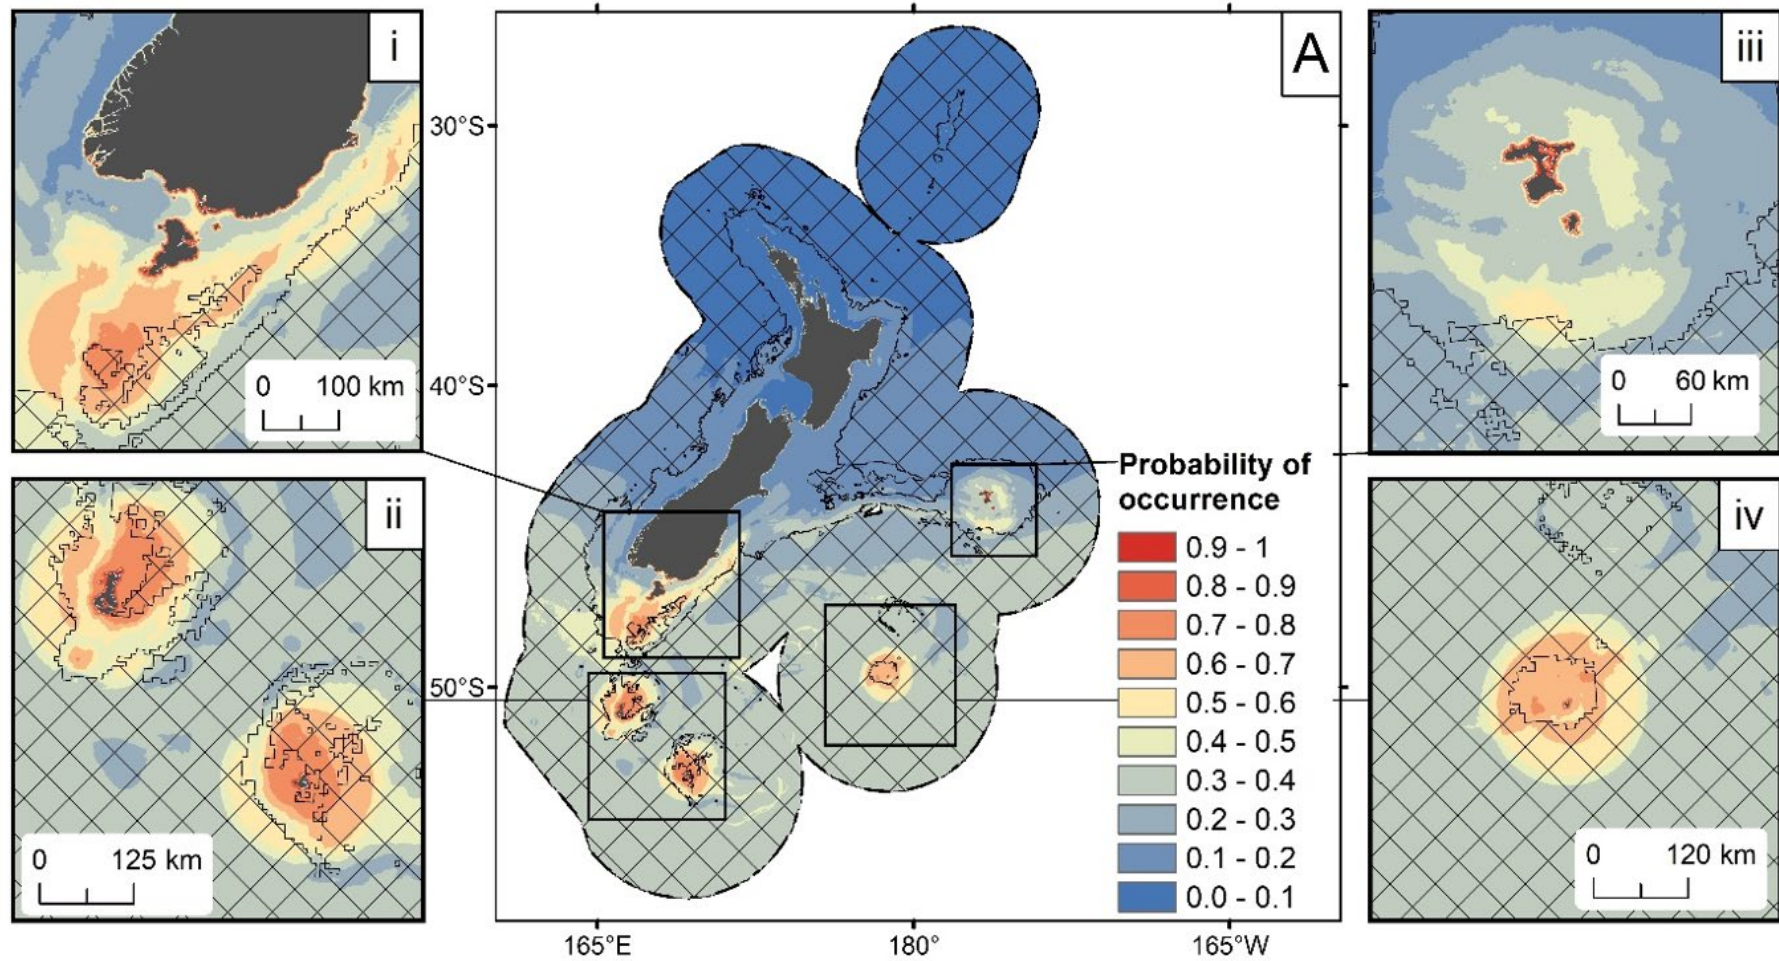 i
0 100 km
ii
0 125 km
A
30°S
40°S
50°S
165°E 180° 165°W
Probability of
occurrence
0.9 - 1
0.8 - 0.9
0.7 - 0.8
0.6 - 0.7
0.5 - 0.6
0.4 - 0.5
0.3 - 0.4
0.2 - 0.3
0.1 - 0.2
0.0 - 0.1
iii
0 60 km
iv
0 120 km